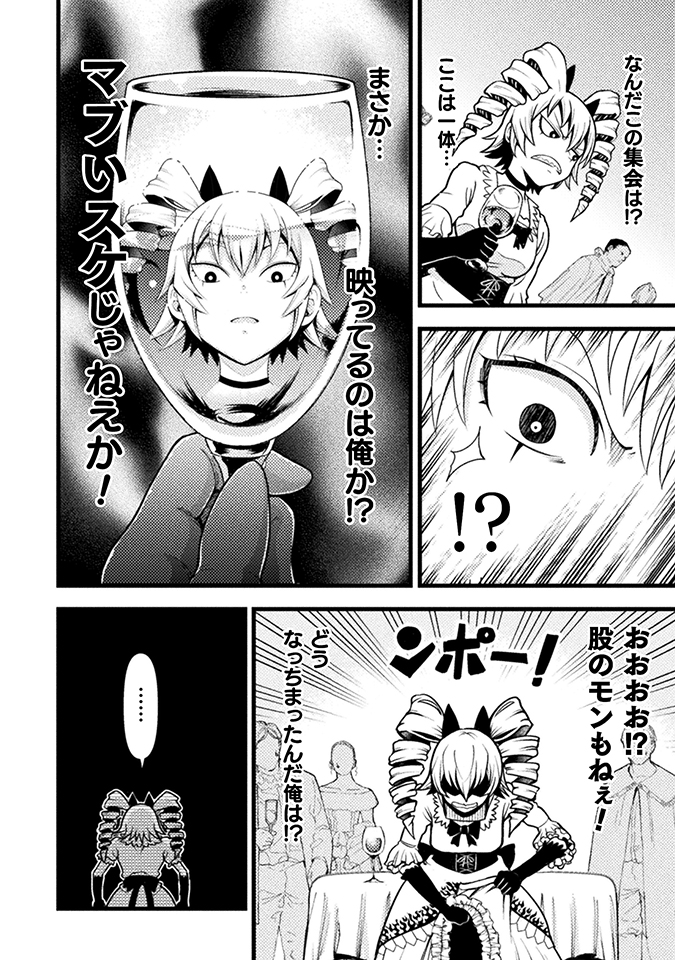 なんだこの集会は!?
ここは一体…
!?
まさか…
映ってるのは俺か!?
マブいスケじゃねえか!
おおおお!?
股のモンもねぇ!
ンポー!
どう
なっちまったんだ俺は!?
……